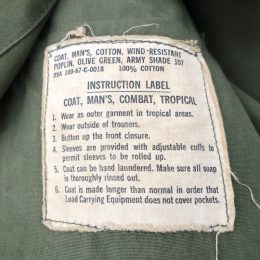 COAT, MAN'S, COTTON, WIND-RESISTANT
POPLIN, OLIVE GREEN, ARMY SHADE 107
DSA 100-67-C-0018 100% COTTON
INSTRUCTION LABEL
COAT, MAN'S, COMBAT, TROPICAL
1. Wear as outer garment in tropical areas.
2. Wear outside of trousers.
3. Button up the front closure.
4. Sleeves are provided with adjustable cuffs to
permit sleeves to be rolled up.
5. Coat can be hand laundered. Make sure all soap
is thoroughly rinsed out.
6. Coat is made longer than normal in order that
Load Carrying Equipment does not cover pockets.